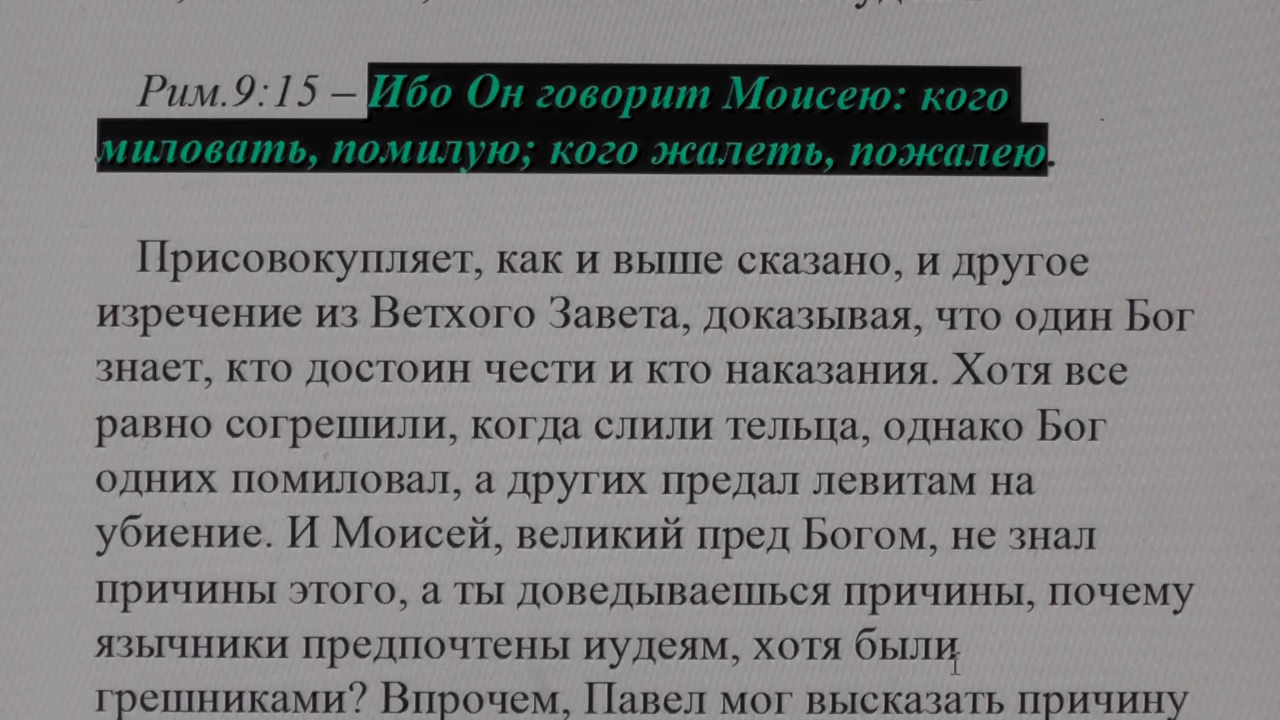 Рим.9:15 – Ибо Он говорит Моисею: кого
миловать, помилую; кого жалеть, пожалею.
Присовокупляет, как и выше сказано, и другое
изречение из Ветхого Завета, доказывая, что один Бог
знает, кто достоин чести и кто наказания. Хотя все
равно согрешили, когда слили тельца, однако Бог
одних помиловал, а других предал левитам на
убиение. И Моисей, великий пред Богом, не знал
причины этого, а ты доведываешься причины, почему
язычники предпочтены иудеям, хотя были
грешниками? Впрочем, Павел мог высказать причину